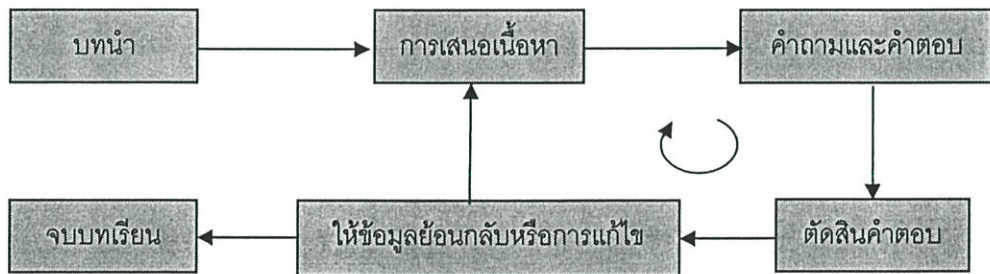 บทนำ
การเสนอเนื้อหา
คำถามและคำตอบ
จบบทเรียน
ให้ข้อมูลย้อนกลับหรือการแก้ไข
ตัดสินคำตอบ